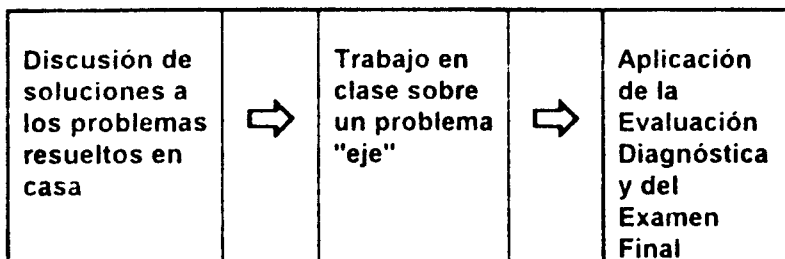 Discusión de
soluciones a
los problemas
resueltos en
casa
Trabajo en
clase sobre
un problema
"eje"
Aplicación
de la
Evaluación
Diagnóstica
y del
Examen
Final